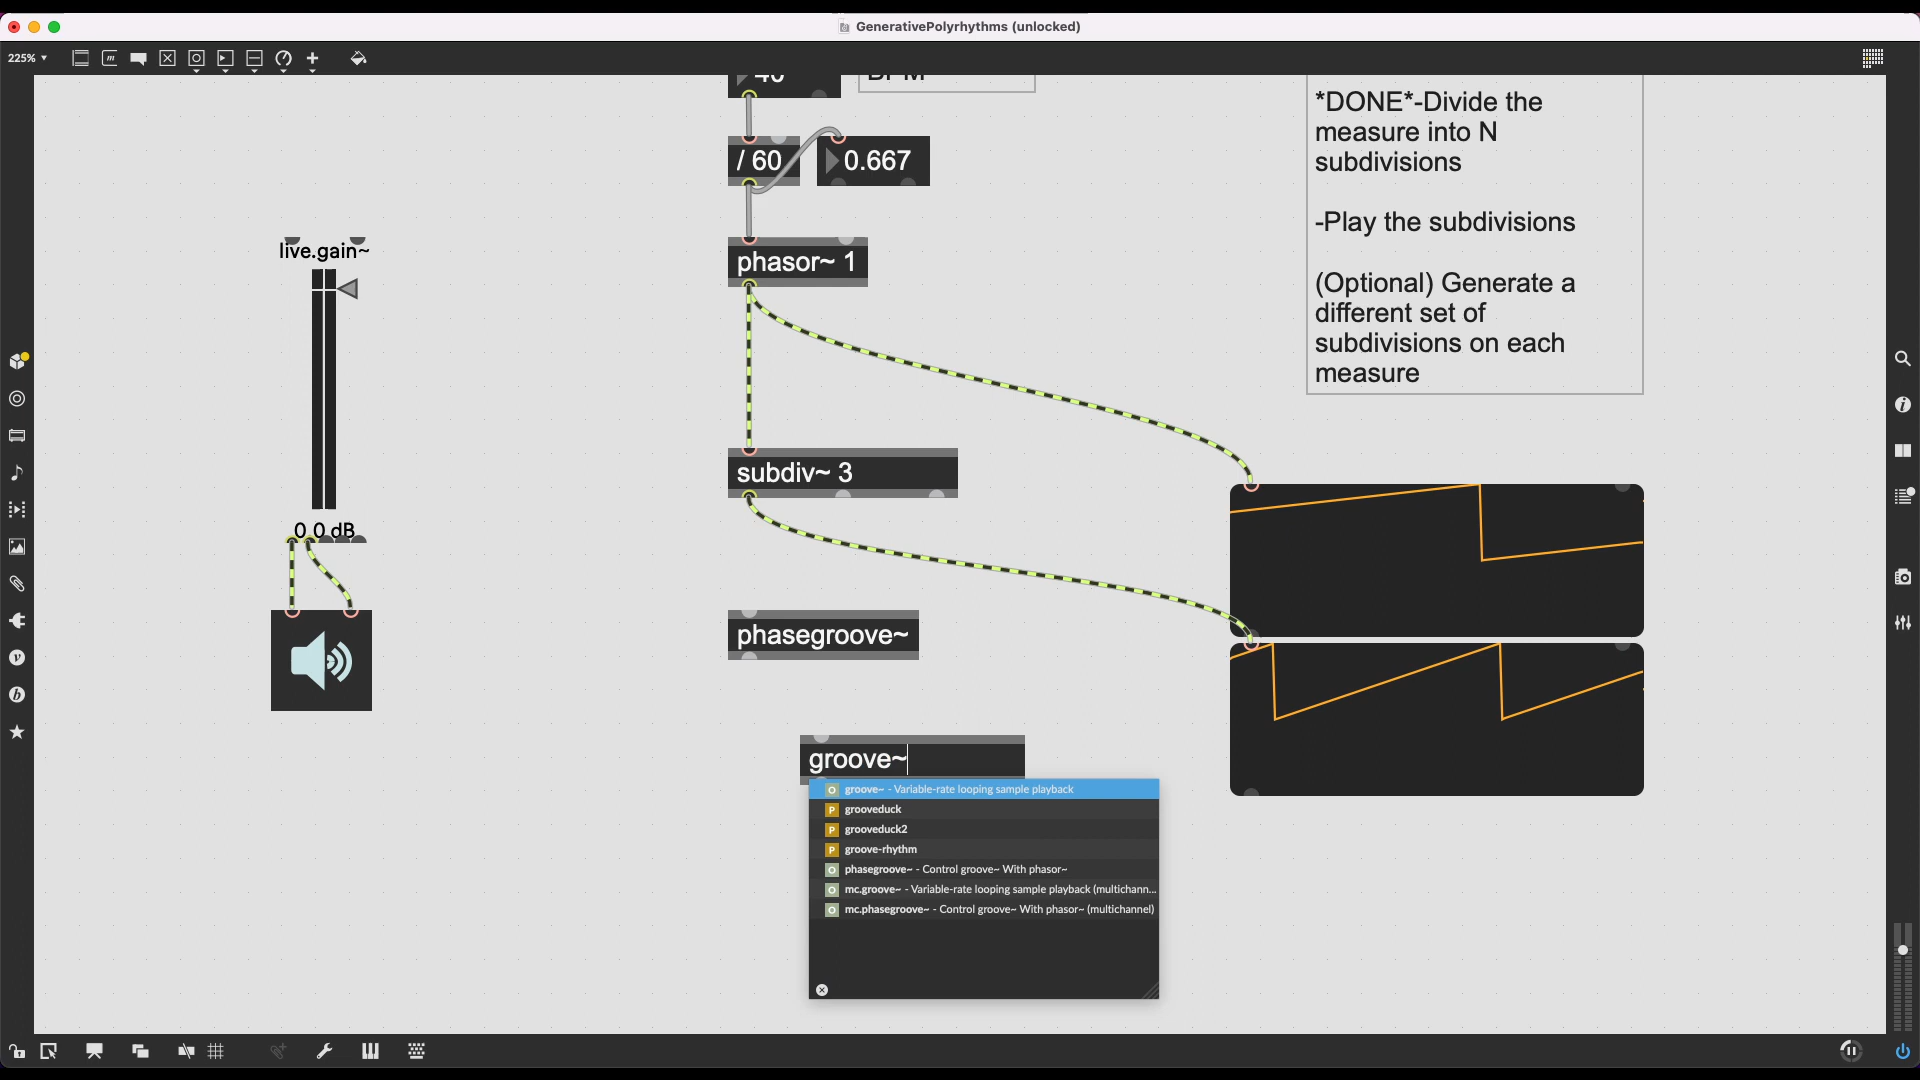 GenerativePolyrhythms (unlocked)
225%
40
BPM
/ 60
0.667
*DONE*-Divide the
measure into N
subdivisions
-Play the subdivisions
(Optional) Generate a
different set of
subdivisions on each
measure
live.gain~
phasor~ 1
subdiv~ 3
0.0 dB
phasegroove~
groove~
groove~ - Variable-rate looping sample playback
grooveduck
grooveduck2
groove-rhythm
phasegroove~ - Control groove~ With phasor~
mc.groove~ - Variable-rate looping sample playback (multichann...
mc.phasegroove~ - Control groove~ With phasor~ (multichannel)